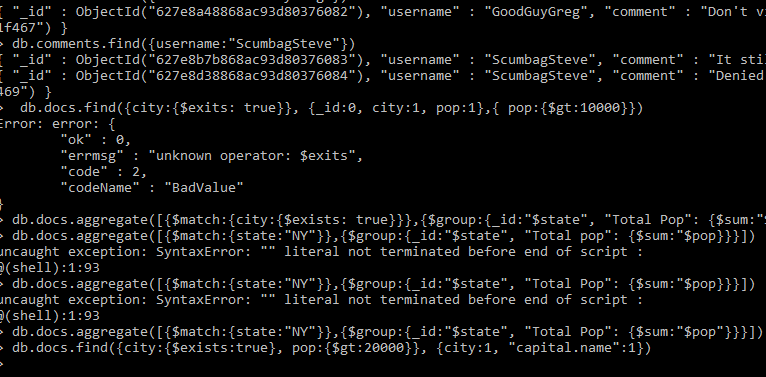 [ "_id" : ObjectId("627e8a48868ac93d80376082"), "username" : "GoodGuyGreg", "comment" : "Don't vi
1f467") }
> db.comments.find({username:"ScumbagSteve"})
[ "_id" : ObjectId("627e8b7b868ac93d80376083"), "username" : "ScumbagSteve", "comment" : "It stil
[ "_id" : ObjectId("627e8d38868ac93d80376084"), "username" : "ScumbagSteve", "comment" : "Denied
469") }
>  db.docs.find({city:{$exits: true}}, {_id:0, city:1, pop:1},{ pop:{$gt:10000}})
Error: error: {
"ok" : 0,
"errmsg" : "unknown operator: $exits",
"code" : 2,
"codeName" : "BadValue"
}
> db.docs.aggregate([{$match:{city:{$exists: true}}},{$group:{_id:"$state", "Total Pop": {$sum:"$
> db.docs.aggregate([{$match:{state:"NY"}},{$group:{_id:"$state", "Total pop": {$sum:"$pop}}}])
uncaught exception: SyntaxError: "" literal not terminated before end of script :
@(shell):1:93
> db.docs.aggregate([{$match:{state:"NY"}},{$group:{_id:"$state", "Total Pop": {$sum:"$pop}}}])
uncaught exception: SyntaxError: "" literal not terminated before end of script :
@(shell):1:93
> db.docs.aggregate([{$match:{state:"NY"}},{$group:{_id:"$state", "Total Pop": {$sum:"$pop"}}}])
> db.docs.find({city:{$exists:true}, pop:{$gt:20000}}, {city:1, "capital.name":1})
>